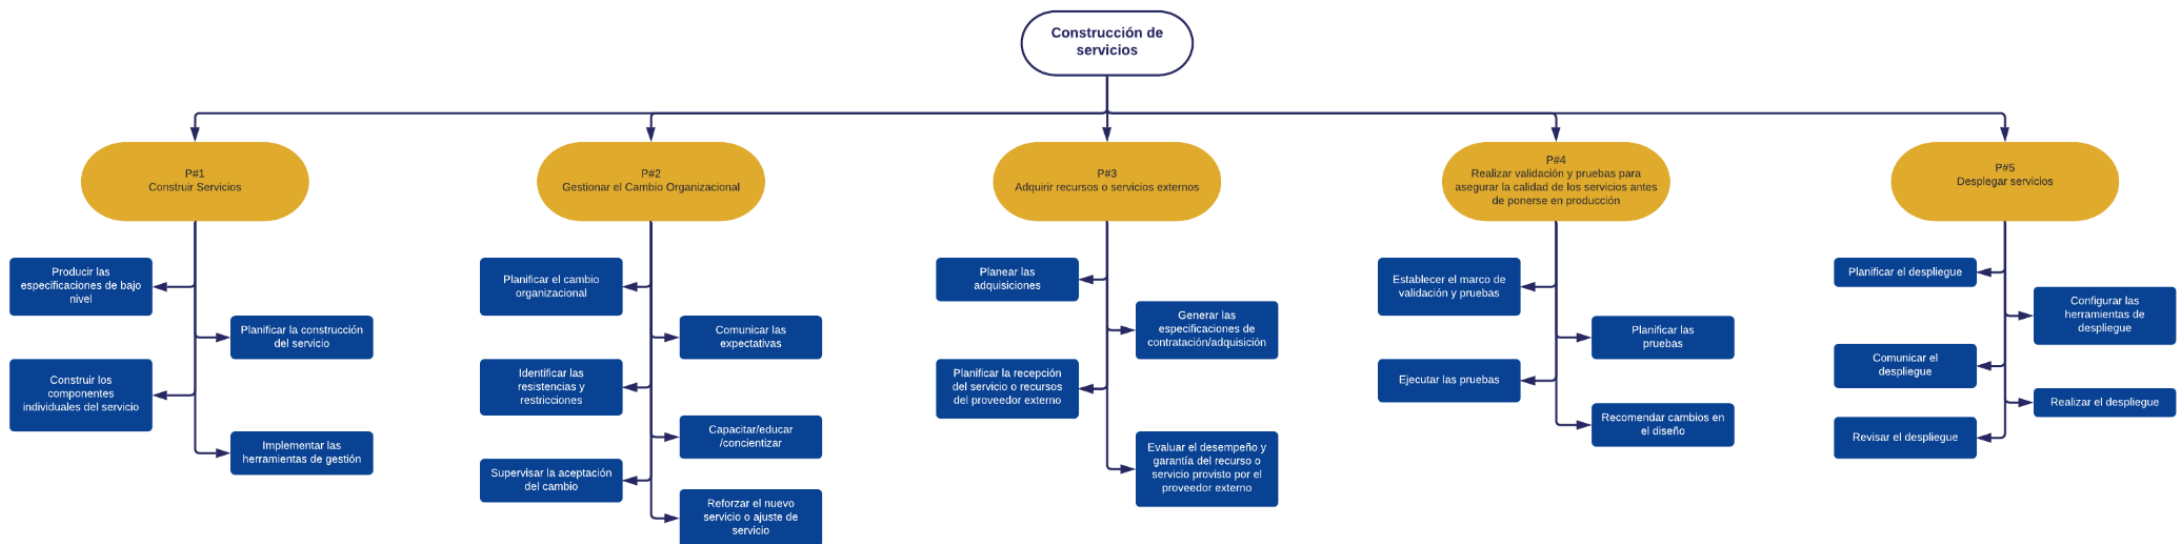 Construcción de
servicios
P#1
Construir Servicios
Producir las
especificaciones de bajo
nivel
Planificar la construcción
del servicio
Construir los
componentes
individuales del servicio
Implementar las
herramientas de gestión
P#2
Gestionar el Cambio Organizacional
Planificar el cambio
organizacional
Comunicar las
expectativas
Identificar las
resistencias y
restricciones
Capacitar/educar
/concientizar
Supervisar la aceptación
del cambio
Reforzar el nuevo
servicio o ajuste de
servicio
P#3
Adquirir recursos o servicios externos
Planear las
adquisiciones
Generar las
especificaciones de
contratación/adquisición
Planificar la recepción
del servicio o recursos
del proveedor externo
Evaluar el desempeño y
garantía del recurso o
servicio provisto por el
proveedor externo
P#4
Realizar validación y pruebas para
asegurar la calidad de los servicios antes
de ponerse en producción
Establecer el marco de
validación y pruebas
Planificar las
pruebas
Ejecutar las pruebas
Recomendar cambios en
el diseño
P#5
Desplegar servicios
Planificar el despliegue
Configurar las
herramientas de
despliegue
Comunicar el
despliegue
Realizar el despliegue
Revisar el despliegue